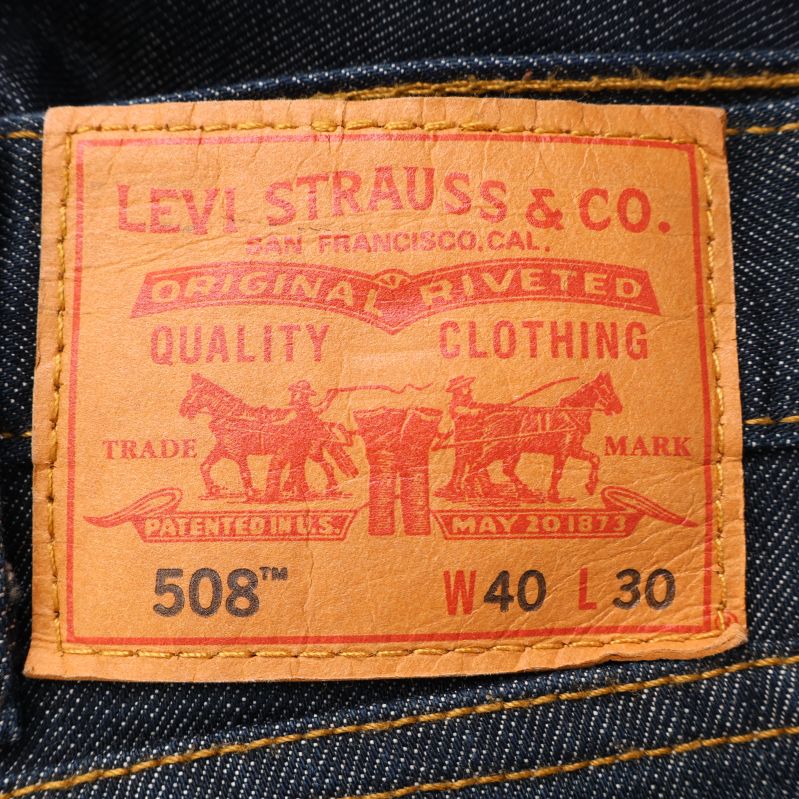 LEVI STRAUSS & CO.
SAN FRANCISCO, CAL.
ORIGINAL RIVETED
QUALITY CLOTHING
TRADE MARK
PATENTED IN U.S. MAY 20 1873
508™ W40 L 30